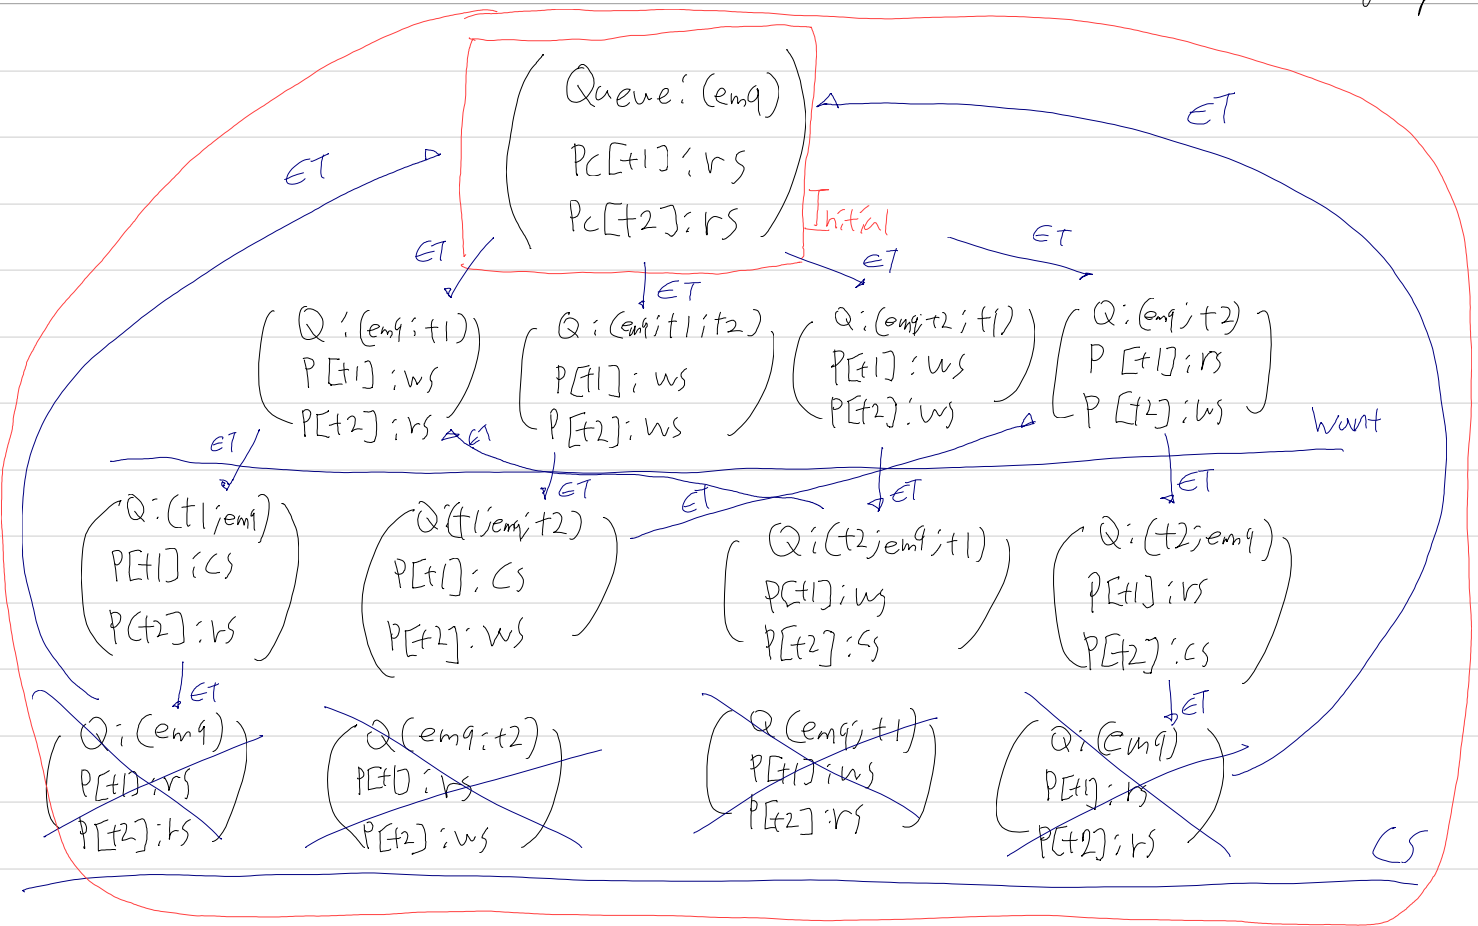 Queue:(emq)
Pc[t1]:rs
Pc[t2]:rs
Initial
ET
ET
ET
ET
ET
ET
Q:(emq;t1)
P[t1]:ws
P[t2]:rs
Q:(emq;t1;t2)
P[t1]:ws
P[t2]:ws
Q:(emq;t2;t1)
P[t1]:ws
P[t2]:ws
Q:(emq;t2)
P[t1]:rs
P[t2]:ws
Want
ET
ET
ET
ET
ET
ET
Q:(t1;emq)
P[t1]:cs
P[t2]:rs
Q:(t1;emq;t2)
P[t1]:cs
P[t2]:ws
Q:(t2;emq;t1)
P[t1]:ws
P[t2]:cs
Q:(t2;emq)
P[t1]:rs
P[t2]:cs
ET
ET
Q:(emq)
P[t1]:rs
P[t2]:rs
Q(emq;t2)
P[t1]:rs
P[t2]:ws
Q(emq;t1)
P[t1]:ws
P[t2]:rs
Q:(emq)
P[t1]:rs
P[t2]:rs
CS